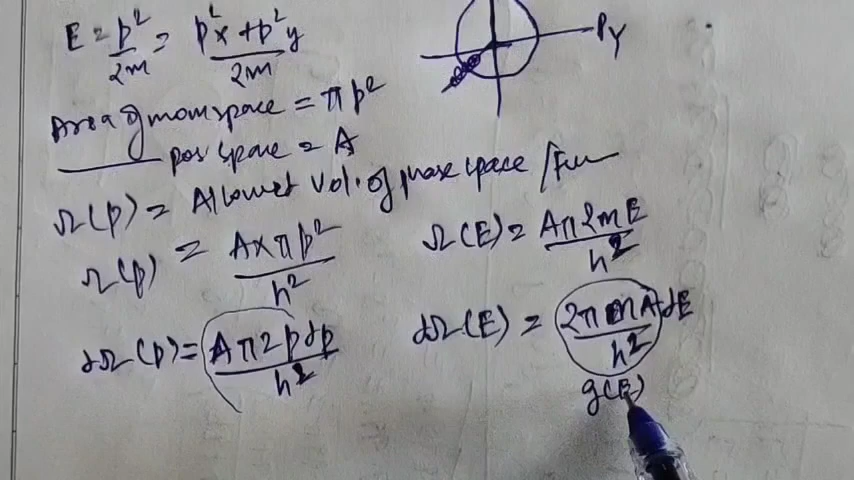 E = p²/2m = p²x + p²y/2m
Py
Area of mom space = πp²
pos space = A
Ω(p) = Allowed Vol. of phase space /
Ω(p) = A x πp²/h²
Ω(E) = Aπ2mE/h²
dΩ(p) = Aπ2pdp/h²
dΩ(E) = 2πmAdE/h²
g(E)